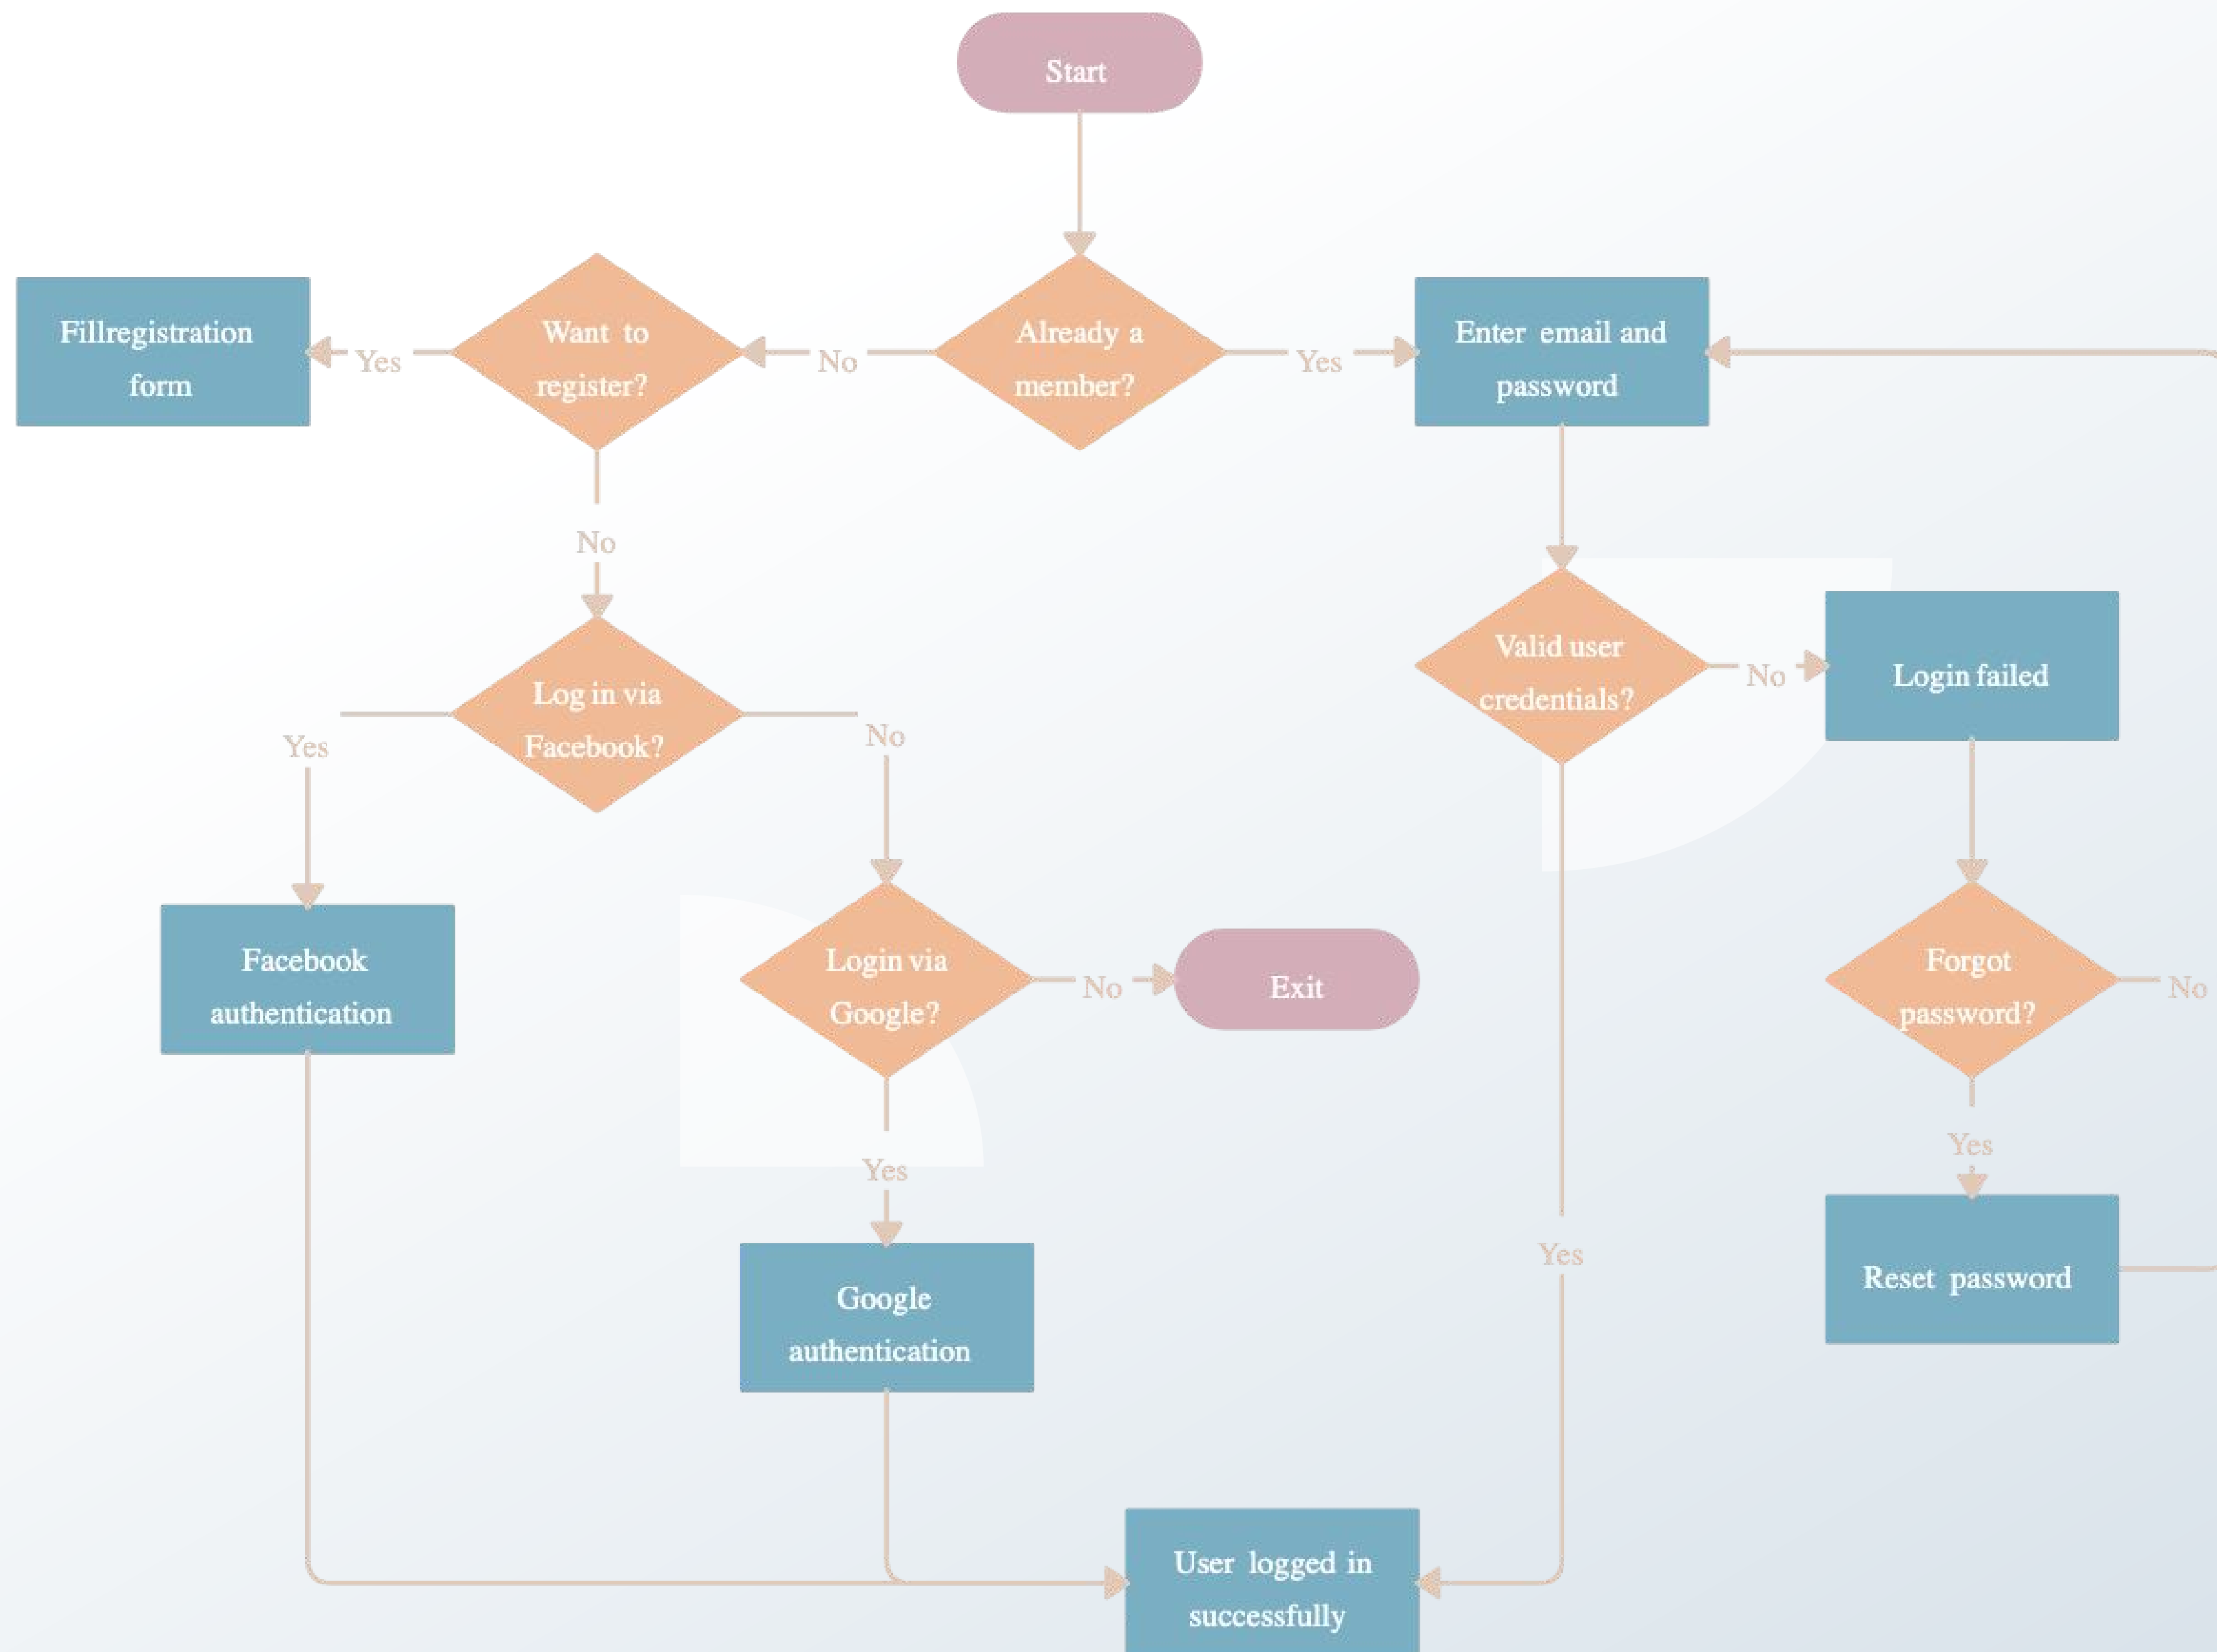 Start
Fillregistration
form
Yes
Want to
register?
No
Already a
member?
Yes
Enter email and
password
No
Log in via
Facebook?
Yes
No
Valid user
credentials?
No
Login failed
Facebook
authentication
Login via
Google?
No
Exit
Forgot
password?
No
Yes
Yes
Yes
Google
authentication
Reset password
User logged in
successfully